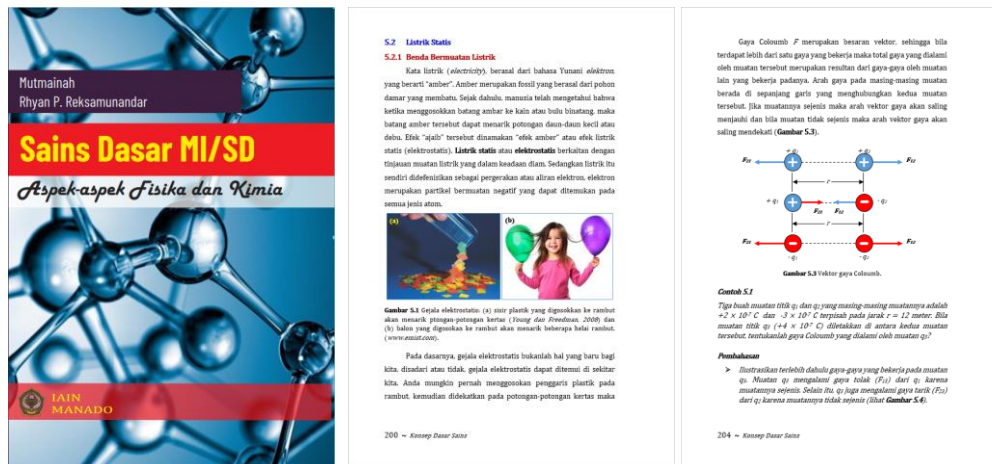 Mutmainah
Rhyan P. Reksamunandar
Sains Dasar MI/SD
Aspek-aspek Fisika dan Kimia
IAIN
MANADO
5.2 Listrik Statis
5.2.1 Benda Bermuatan Listrik
Kata listrik (electricity), berasal dari bahasa Yunani elektron,
yang berarti "amber". Amber merupakan fosil yang berasal dari pohon
damar yang membatu. Sejak dahulu, manusia telah mengetahui bahwa
ketika menggosokkan batang amber ke kain atau bulu binatang, maka
batang amber tersebut dapat menarik potongan daun-daun kecil atau
debu. Efek "ajaib" tersebut dinamakan "efek amber" atau efek listrik
statis (elektrostatis). Listrik statis atau elektrostatis berkaitan dengan
tinjauan muatan listrik yang dalam keadaan diam. Sedangkan listrik itu
sendiri didefenizikan sebagai pergerakan atau aliran elektron, elektron
merupakan partikel bermuatan negatif yang dapat ditemukan pada
semua jenis atom.
(a)
(b)
Gambar 5.1 Gejala elektrostatis: (a) sisir plastik yang digosokkan ke rambut
akan menarik ptongan-potongan kertas (Young dan Freedman, 2008) dan
(b) balon yang digosokan ke rambut akan menarik beberapa helai rambut.
(www.emist.com).
Pada dasarnya, gejala elektrostatis bukanlah hal yang baru bagi
kita, disadari atau tidak, gejala elektrostatis dapat ditemui di sekitar
kita. Anda mungkin pernah menggosokan penggaris plastik pada
rambut, kemudian didekatkan pada potongan-potongan kertas maka
200 ~ Konsep Dasar Sains
Gaya Coloumb F merupakan besaran vektor, sehingga bila
terdapat lebih dari satu gaya yang bekerja maka total gaya yang dialami
oleh muatan tersebut merupakan resultan dari gaya-gaya oleh muatan
lain yang bekerja padanya. Arah gaya pada masing-masing muatan
berada di sepanjang garis yang menghubungkan kedua muatan
tersebut. Jika muatannya sejenis maka arah vektor gaya akan saling
menjauhi dan bila muatan tidak sejenis maka arah vektor gaya akan
saling mendekati (Gambar 5.3).
+ q₁ + q₂
F₂₁ F₁₂
r
+ q₁ - q₂
F₂₁ F₁₂
r
F₂₁ F₁₂
- q₁ - q₂
Gambar 5.3 Vektor gaya Coloumb.
Contoh 5.1
Tiga buah muatan titik q₁ dan q₂ yang masing-masing muatannya adalah
+2 × 10⁻⁷ C dan -3 × 10⁻⁷ C terpisah pada jarak r = 12 meter. Bila
muatan titik q₃ (+4 × 10⁻⁷ C) diletakkan di antara kedua muatan
tersebut, tentukanlah gaya Coloumb yang dialami oleh muatan q₃?
Pembahasan
➤ Ilustrasikan terlebih dahulu gaya-gaya yang bekerja pada muatan
q₃. Muatan q₃ mengalami gaya tolak (F₁₃) dari q₁ karena
muatannya sejenis. Selain itu, q₃ juga mengalami gaya tarik (F₂₃)
dari q₂ karena muatannya tidak sejenis (lihat Gambar 5.4).
204 ~ Konsep Dasar Sains